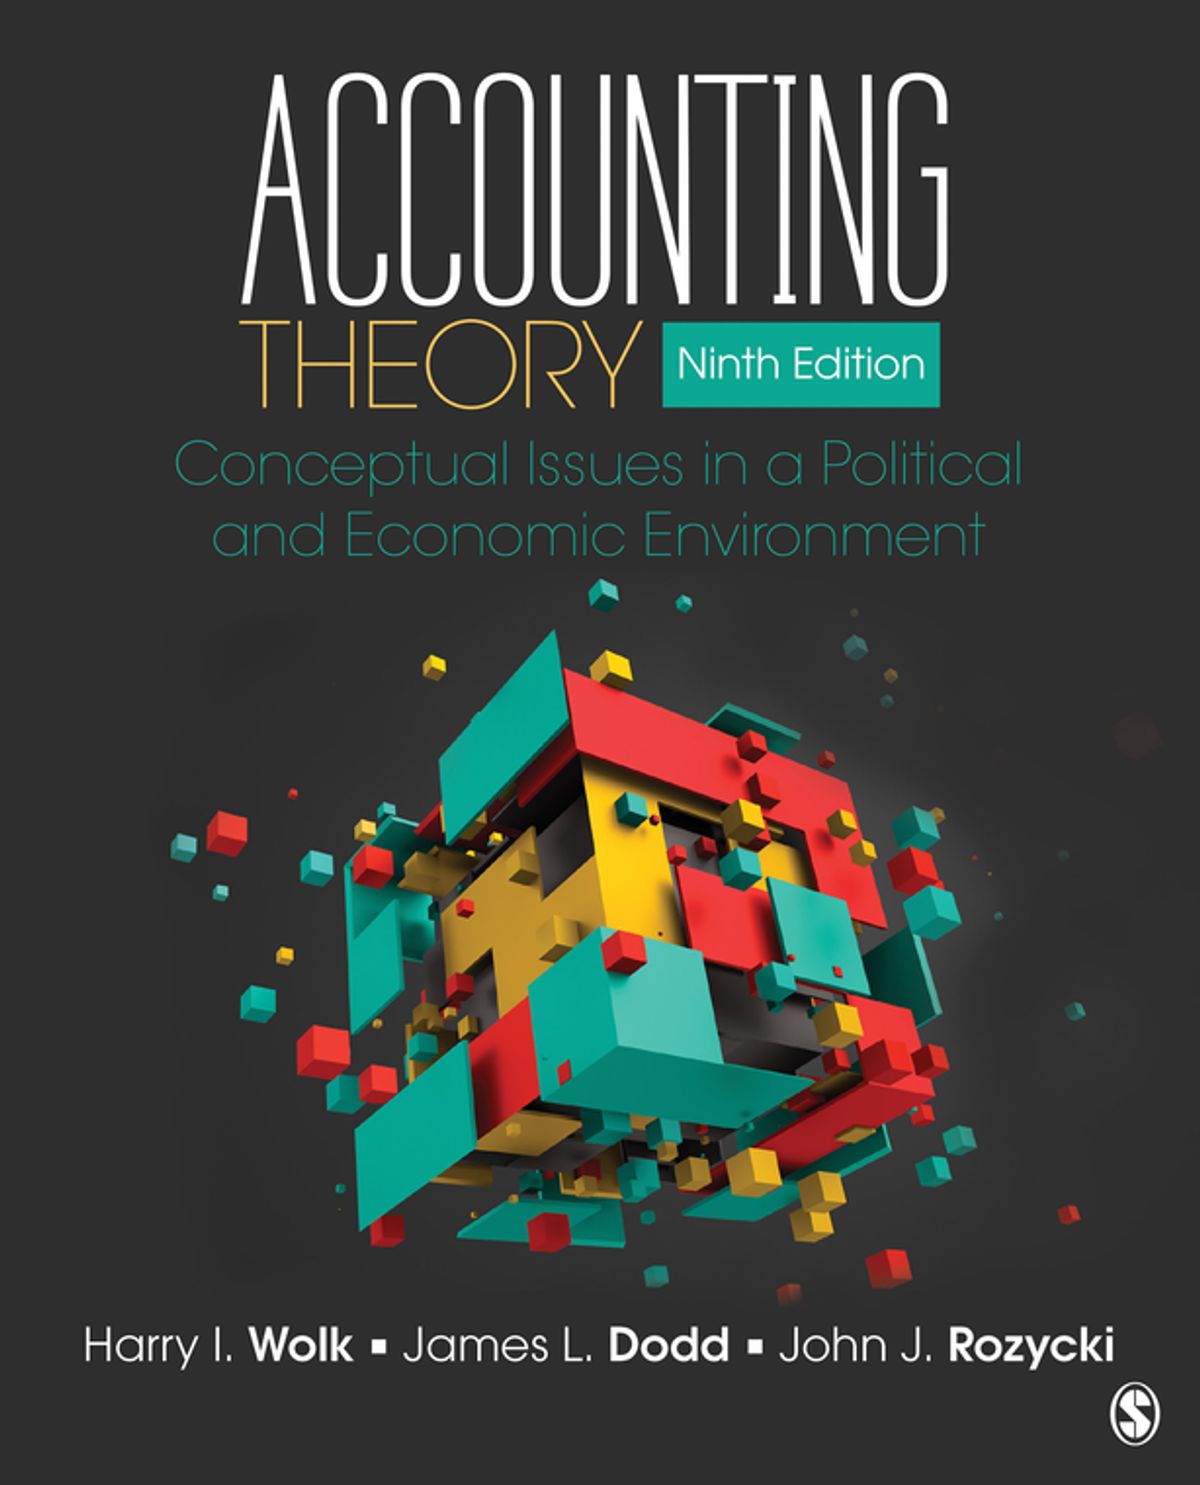 ACCOUNTING
THEORY Ninth Edition
Conceptual Issues in a Political
and Economic Environment
Harry I. Wolk ▪ James L. Dodd ▪ John J. Rozycki
S